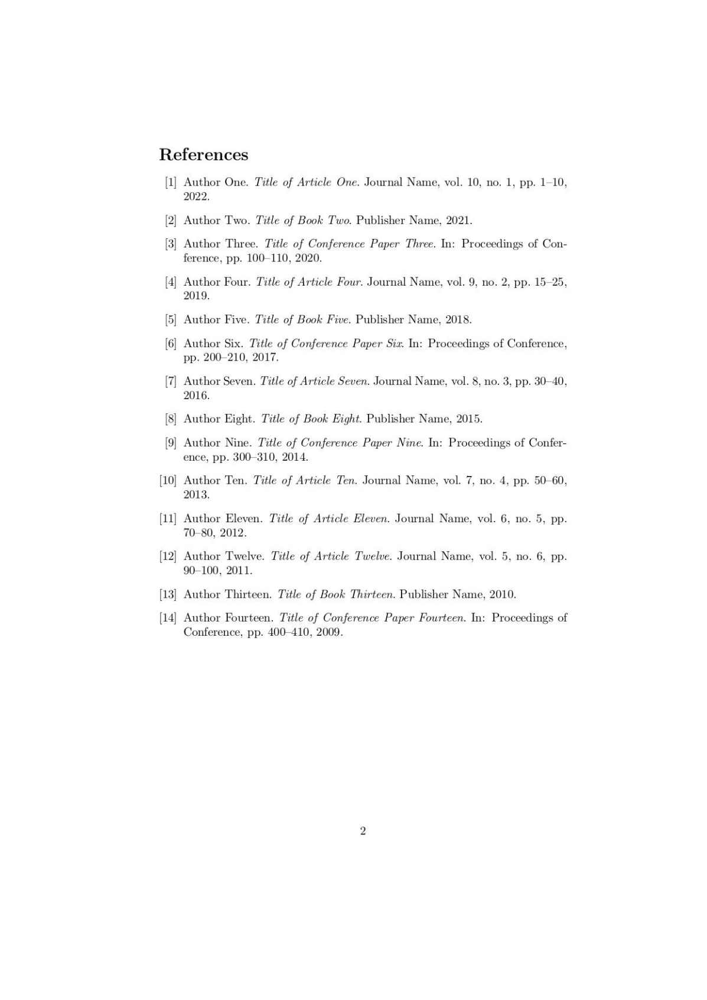 References
[1] Author One. Title of Article One. Journal Name, vol. 10, no. 1, pp. 1–10,
2022.
[2] Author Two. Title of Book Two. Publisher Name, 2021.
[3] Author Three. Title of Conference Paper Three. In: Proceedings of Con-
ference, pp. 100–110, 2020.
[4] Author Four. Title of Article Four. Journal Name, vol. 9, no. 2, pp. 15–25,
2019.
[5] Author Five. Title of Book Five. Publisher Name, 2018.
[6] Author Six. Title of Conference Paper Six. In: Proceedings of Conference,
pp. 200–210, 2017.
[7] Author Seven. Title of Article Seven. Journal Name, vol. 8, no. 3, pp. 30–40,
2016.
[8] Author Eight. Title of Book Eight. Publisher Name, 2015.
[9] Author Nine. Title of Conference Paper Nine. In: Proceedings of Confer-
ence, pp. 300–310, 2014.
[10] Author Ten. Title of Article Ten. Journal Name, vol. 7, no. 4, pp. 50–60,
2013.
[11] Author Eleven. Title of Article Eleven. Journal Name, vol. 6, no. 5, pp.
70–80, 2012.
[12] Author Twelve. Title of Article Twelve. Journal Name, vol. 5, no. 6, pp.
90–100, 2011.
[13] Author Thirteen. Title of Book Thirteen. Publisher Name, 2010.
[14] Author Fourteen. Title of Conference Paper Fourteen. In: Proceedings of
Conference, pp. 400–410, 2009.
2